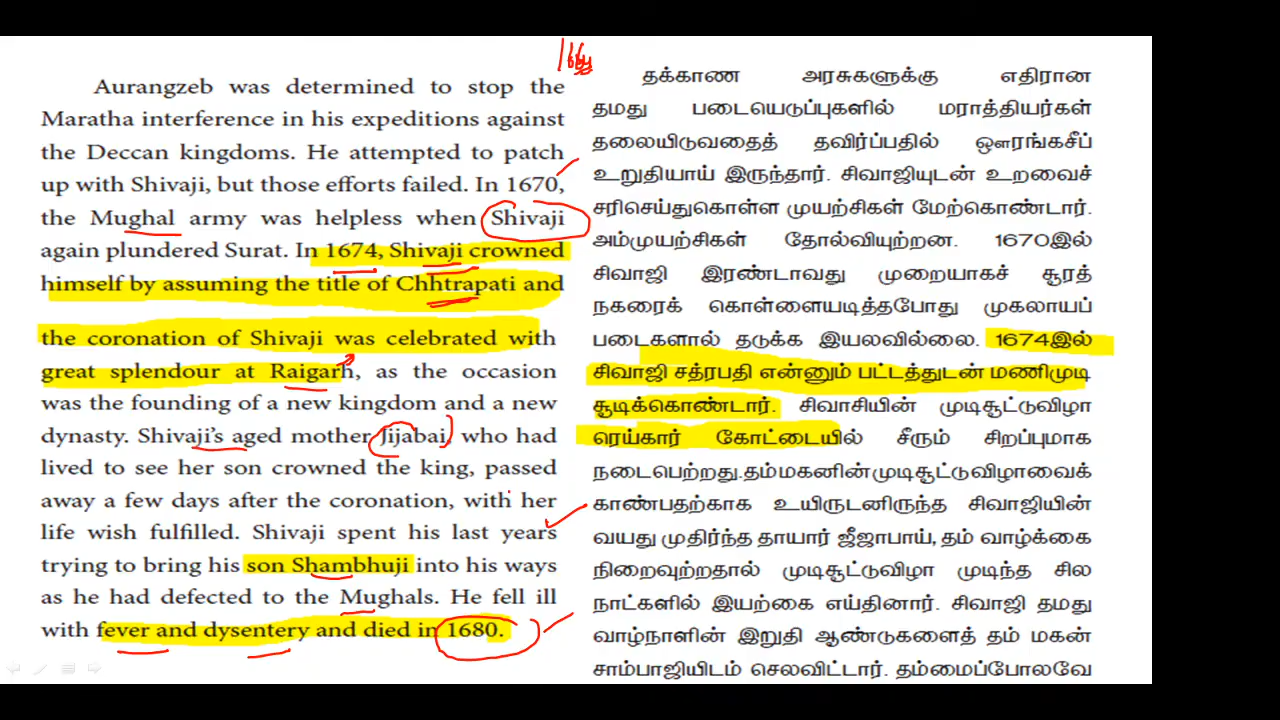 Aurangzeb was determined to stop the
Maratha interference in his expeditions against
the Deccan kingdoms. He attempted to patch
up with Shivaji, but those efforts failed. In 1670,
the Mughal army was helpless when Shivaji
again plundered Surat. In 1674, Shivaji crowned
himself by assuming the title of Chhtrapati and
the coronation of Shivaji was celebrated with
great splendour at Raigarh, as the occasion
was the founding of a new kingdom and a new
dynasty. Shivaji's aged mother Jijabai, who had
lived to see her son crowned the king, passed
away a few days after the coronation, with her
life wish fulfilled. Shivaji spent his last years
trying to bring his son Shambhuji into his ways
as he had defected to the Mughals. He fell ill
with fever and dysentery and died in 1680.
தக்காண அரசுகளுக்கு எதிரான
தமது படையெடுப்புகளில் மராத்தியர்கள்
தலையிடுவதைத் தவிர்ப்பதில் ஔரங்கசீப்
உறுதியாய் இருந்தார். சிவாஜியுடன் உறவைச்
சரிசெய்துகொள்ள முயற்சிகள் மேற்கொண்டார்.
அம்முயற்சிகள் தோல்வியுற்றன. 1670இல்
சிவாஜி இரண்டாவது முறையாகச் சூரத்
நகரைக் கொள்ளையடித்தபோது முகலாயப்
படைகளால் தடுக்க இயலவில்லை. 1674இல்
சிவாஜி சத்ரபதி என்னும் பட்டத்துடன் மணிமுடி
சூடிக்கொண்டார். சிவாசியின் முடிசூட்டுவிழா
ரெய்கார் கோட்டையில் சீரும் சிறப்புமாக
நடைபெற்றது.தம்மகனின்முடிசூட்டுவிழாவைக்
காண்பதற்காக உயிருடனிருந்த சிவாஜியின்
வயது முதிர்ந்த தாயார் ஜீஜாபாய், தம் வாழ்க்கை
நிறைவுற்றதால் முடிசூட்டுவிழா முடிந்த சில
நாட்களில் இயற்கை எய்தினார். சிவாஜி தமது
வாழ்நாளின் இறுதி ஆண்டுகளைத் தம் மகன்
சாம்பாஜியிடம் செலவிட்டார். தம்மைப்போலவே